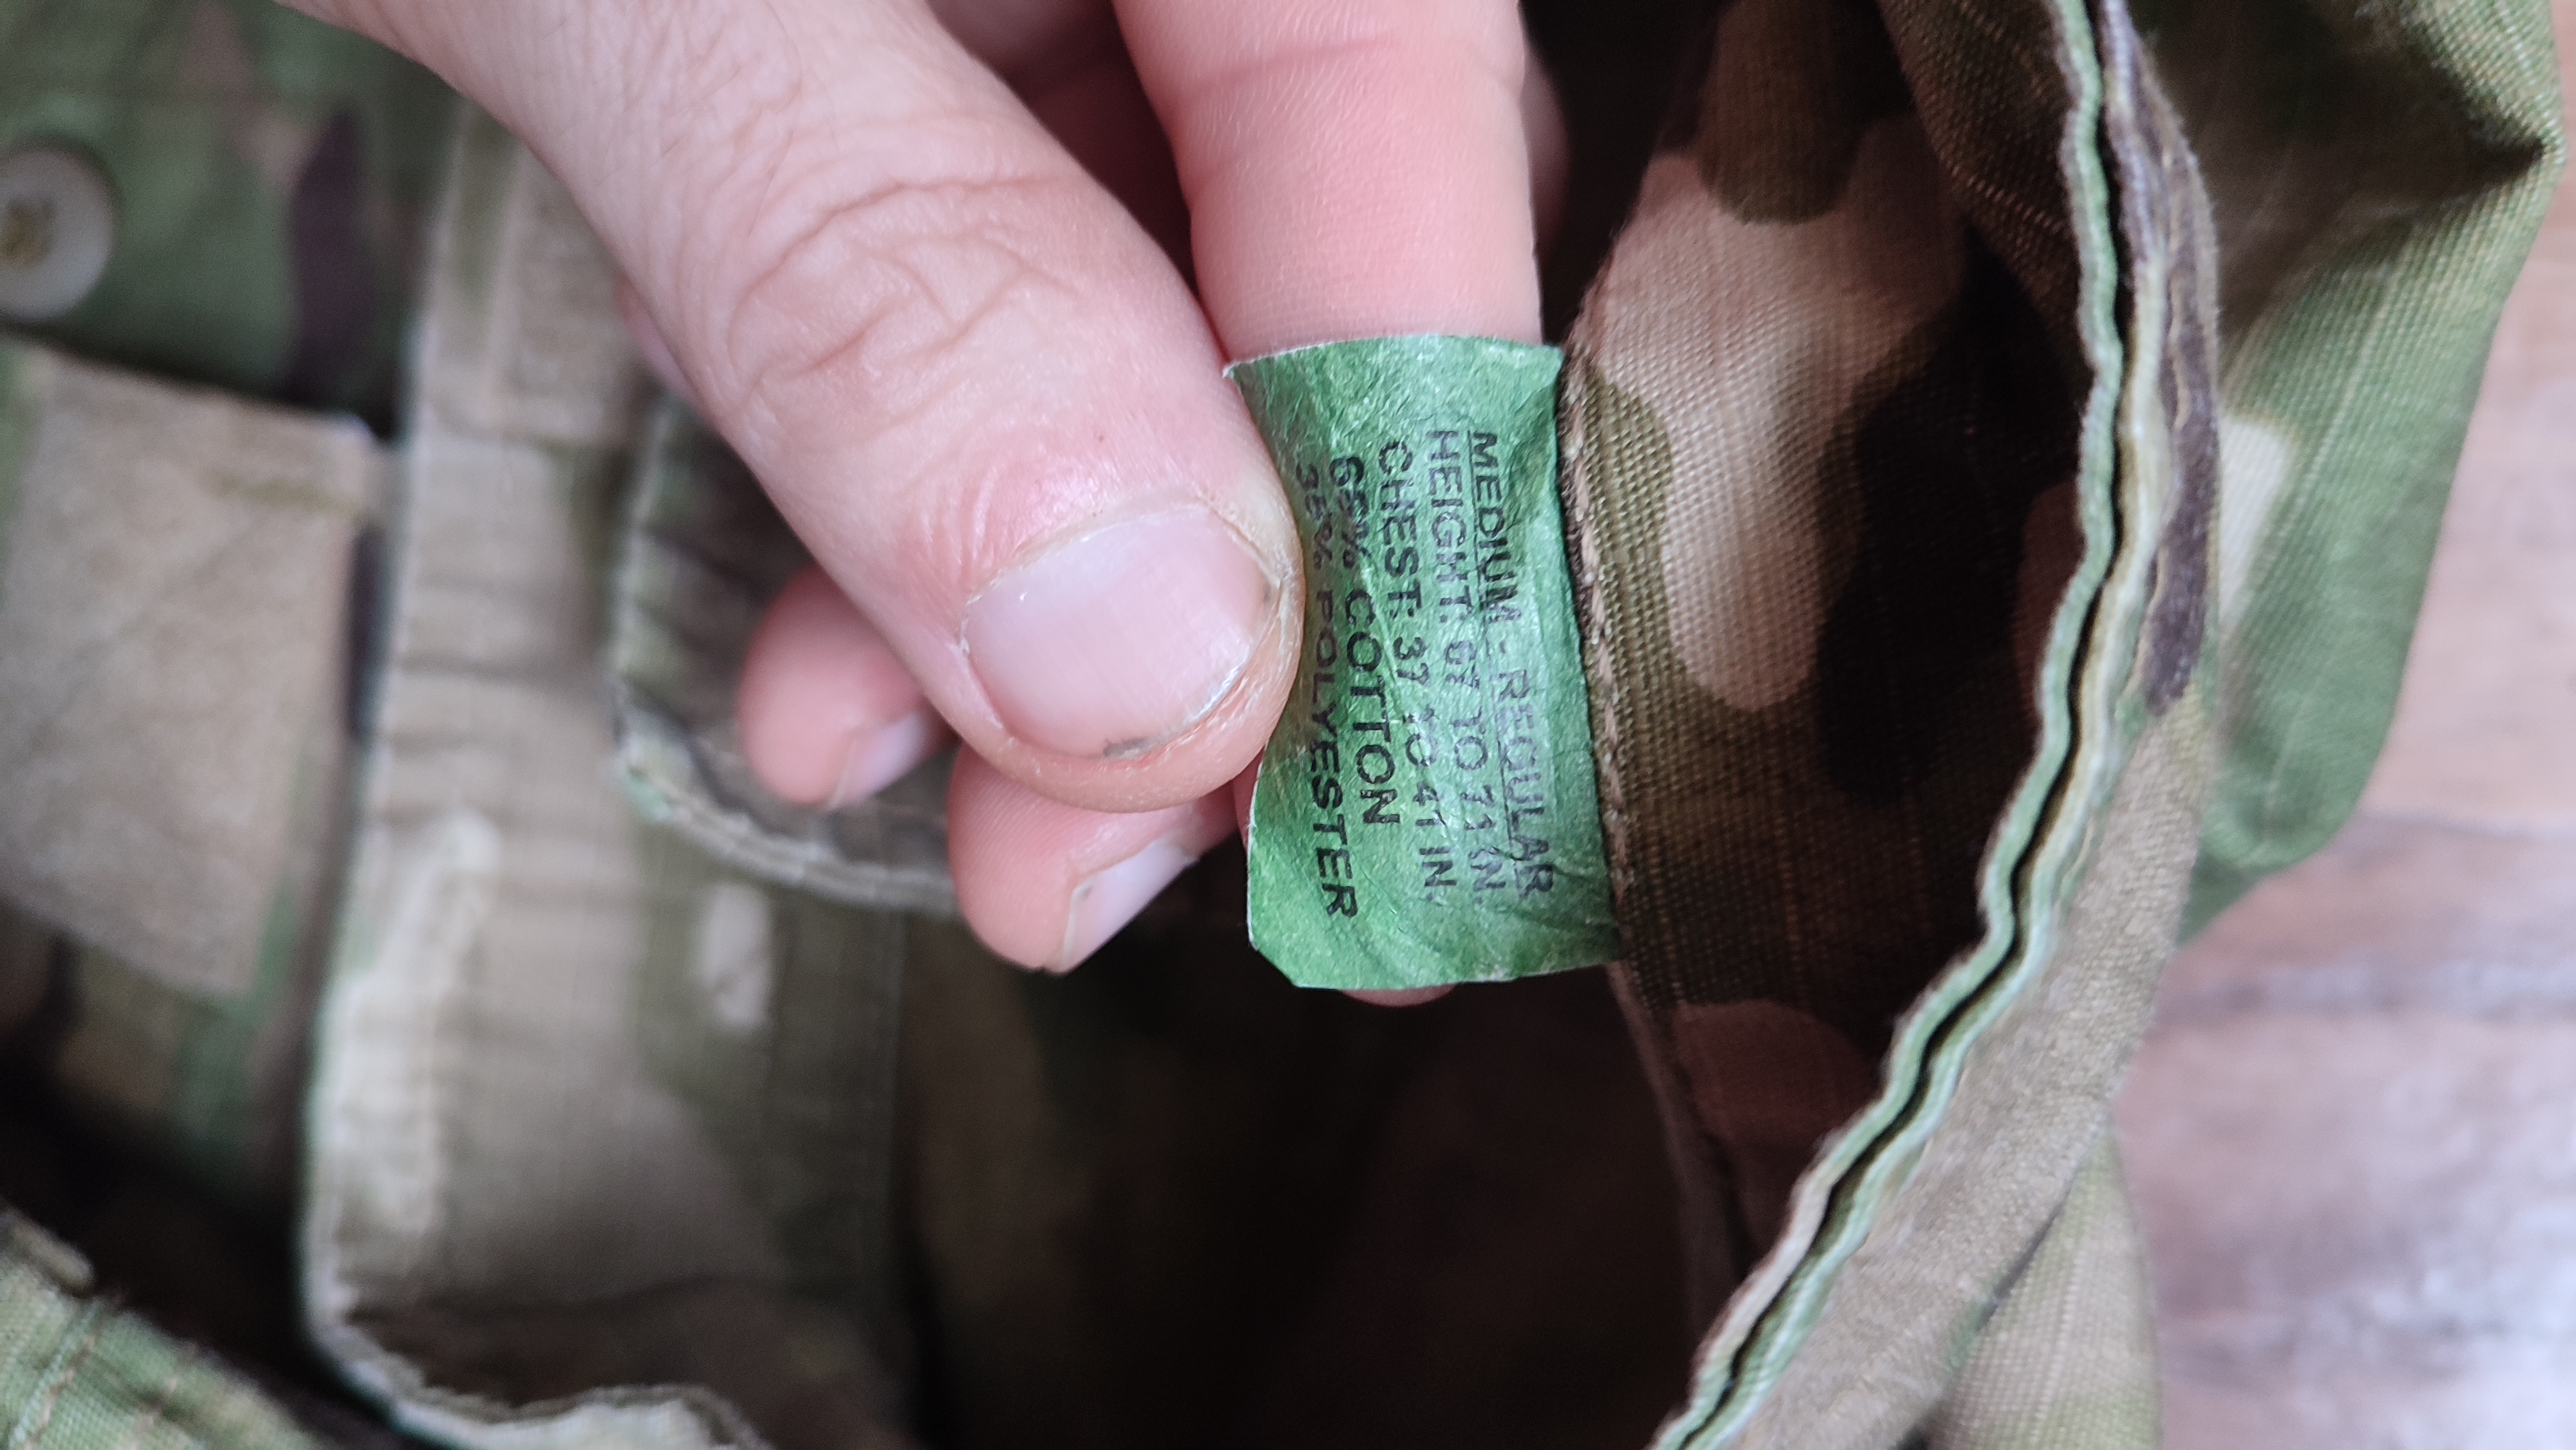 MEDIUM - REGULAR
HEIGHT: 67 TO 71 IN.
CHEST: 37 TO 41 IN.
65% COTTON
35% POLYESTER